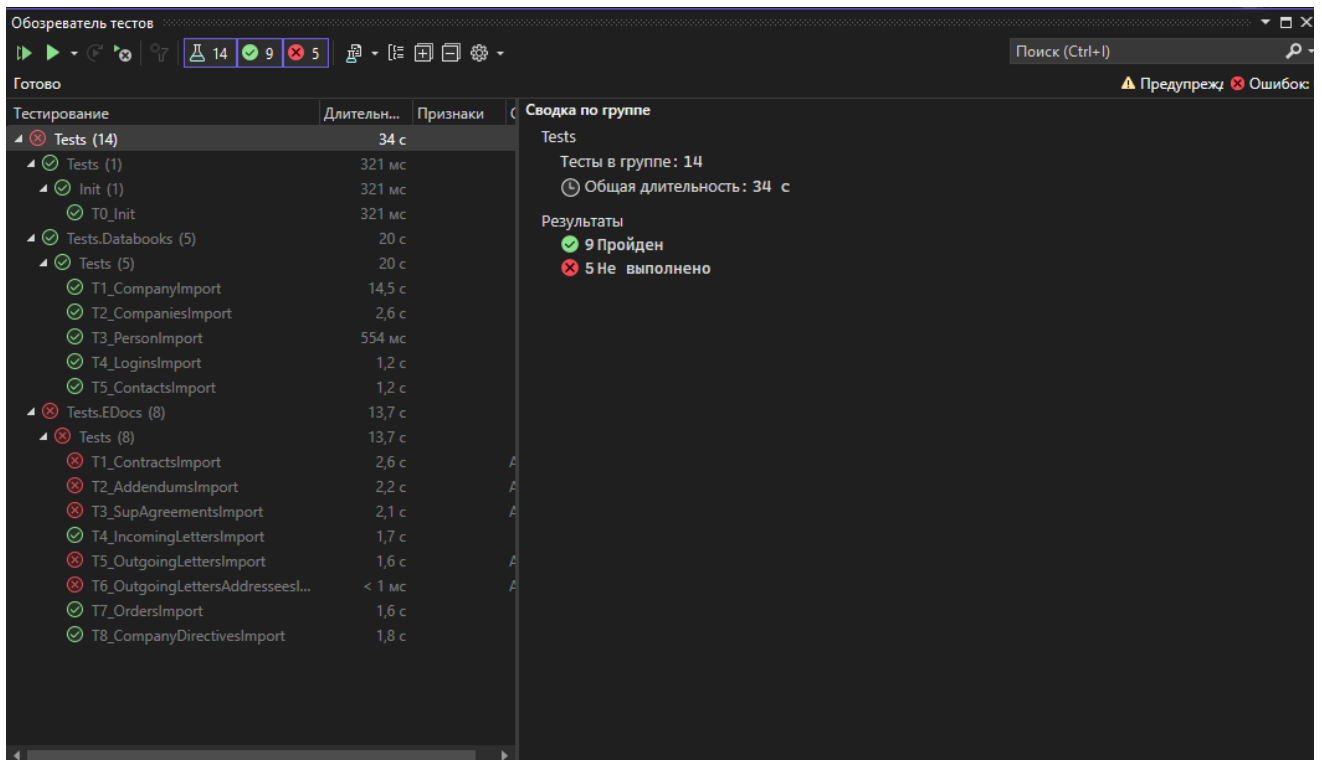 Обозреватель тестов
14 9 5 Поиск (Ctrl+I)
Готово Предупрежд Ошибок:
Тестирование Длительн... Признаки
Tests (14) 34 с
Tests (1) 321 мс
Init (1) 321 мс
T0_Init 321 мс
Tests.Databooks (5) 20 с
Tests (5) 20 с
T1_CompanyImport 14,5 с
T2_CompaniesImport 2,6 с
T3_PersonImport 554 мс
T4_LoginsImport 1,2 с
T5_ContactsImport 1,2 с
Tests.EDocs (8) 13,7 с
Tests (8) 13,7 с
T1_ContractsImport 2,6 с
T2_AddendumsImport 2,2 с
T3_SupAgreementsImport 2,1 с
T4_IncomingLettersImport 1,7 с
T5_OutgoingLettersImport 1,6 с
T6_OutgoingLettersAddresseesI... < 1 мс
T7_OrdersImport 1,6 с
T8_CompanyDirectivesImport 1,8 с
Сводка по группе
Tests
Тесты в группе: 14
Общая длительность: 34 с
Результаты
9 Пройден
5 Не выполнено